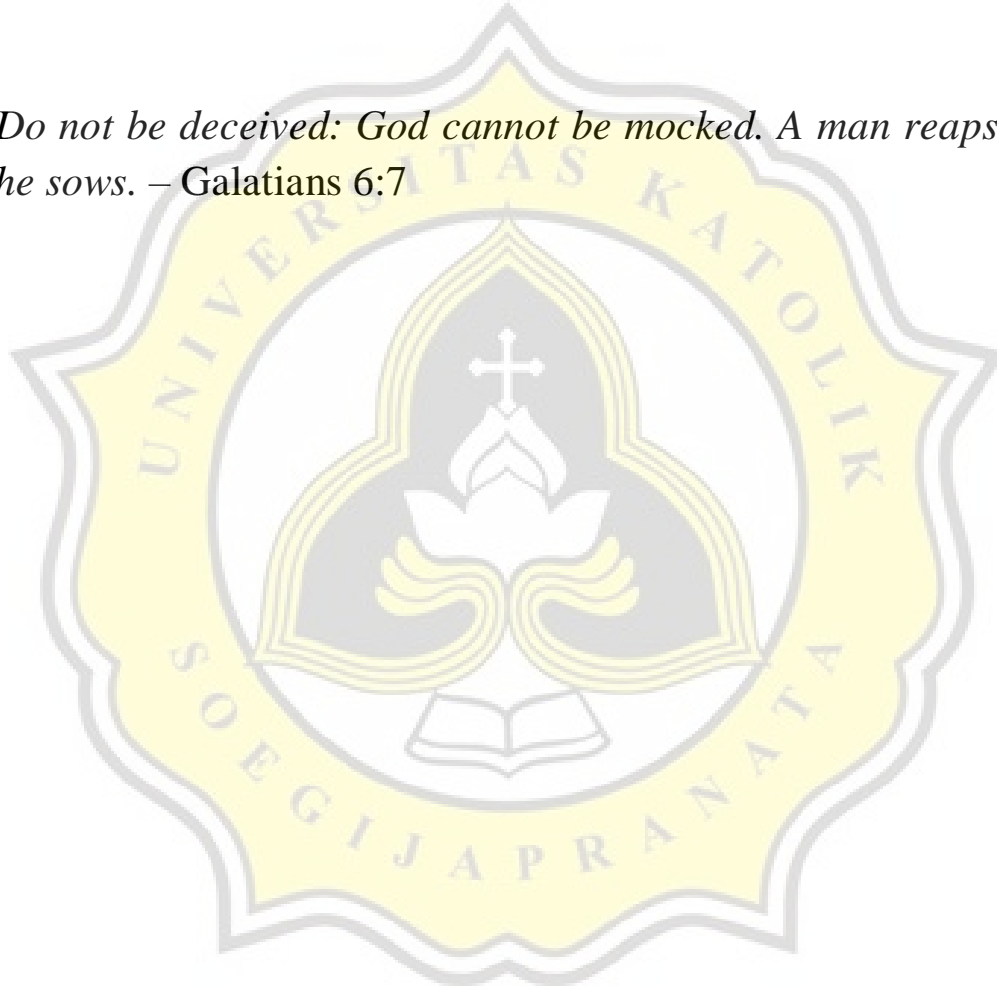 Do not be deceived: God cannot be mocked. A man reaps
he sows. – Galatians 6:7
UNIVERSITAS KATOLIK
SOEGIJAPRANATA